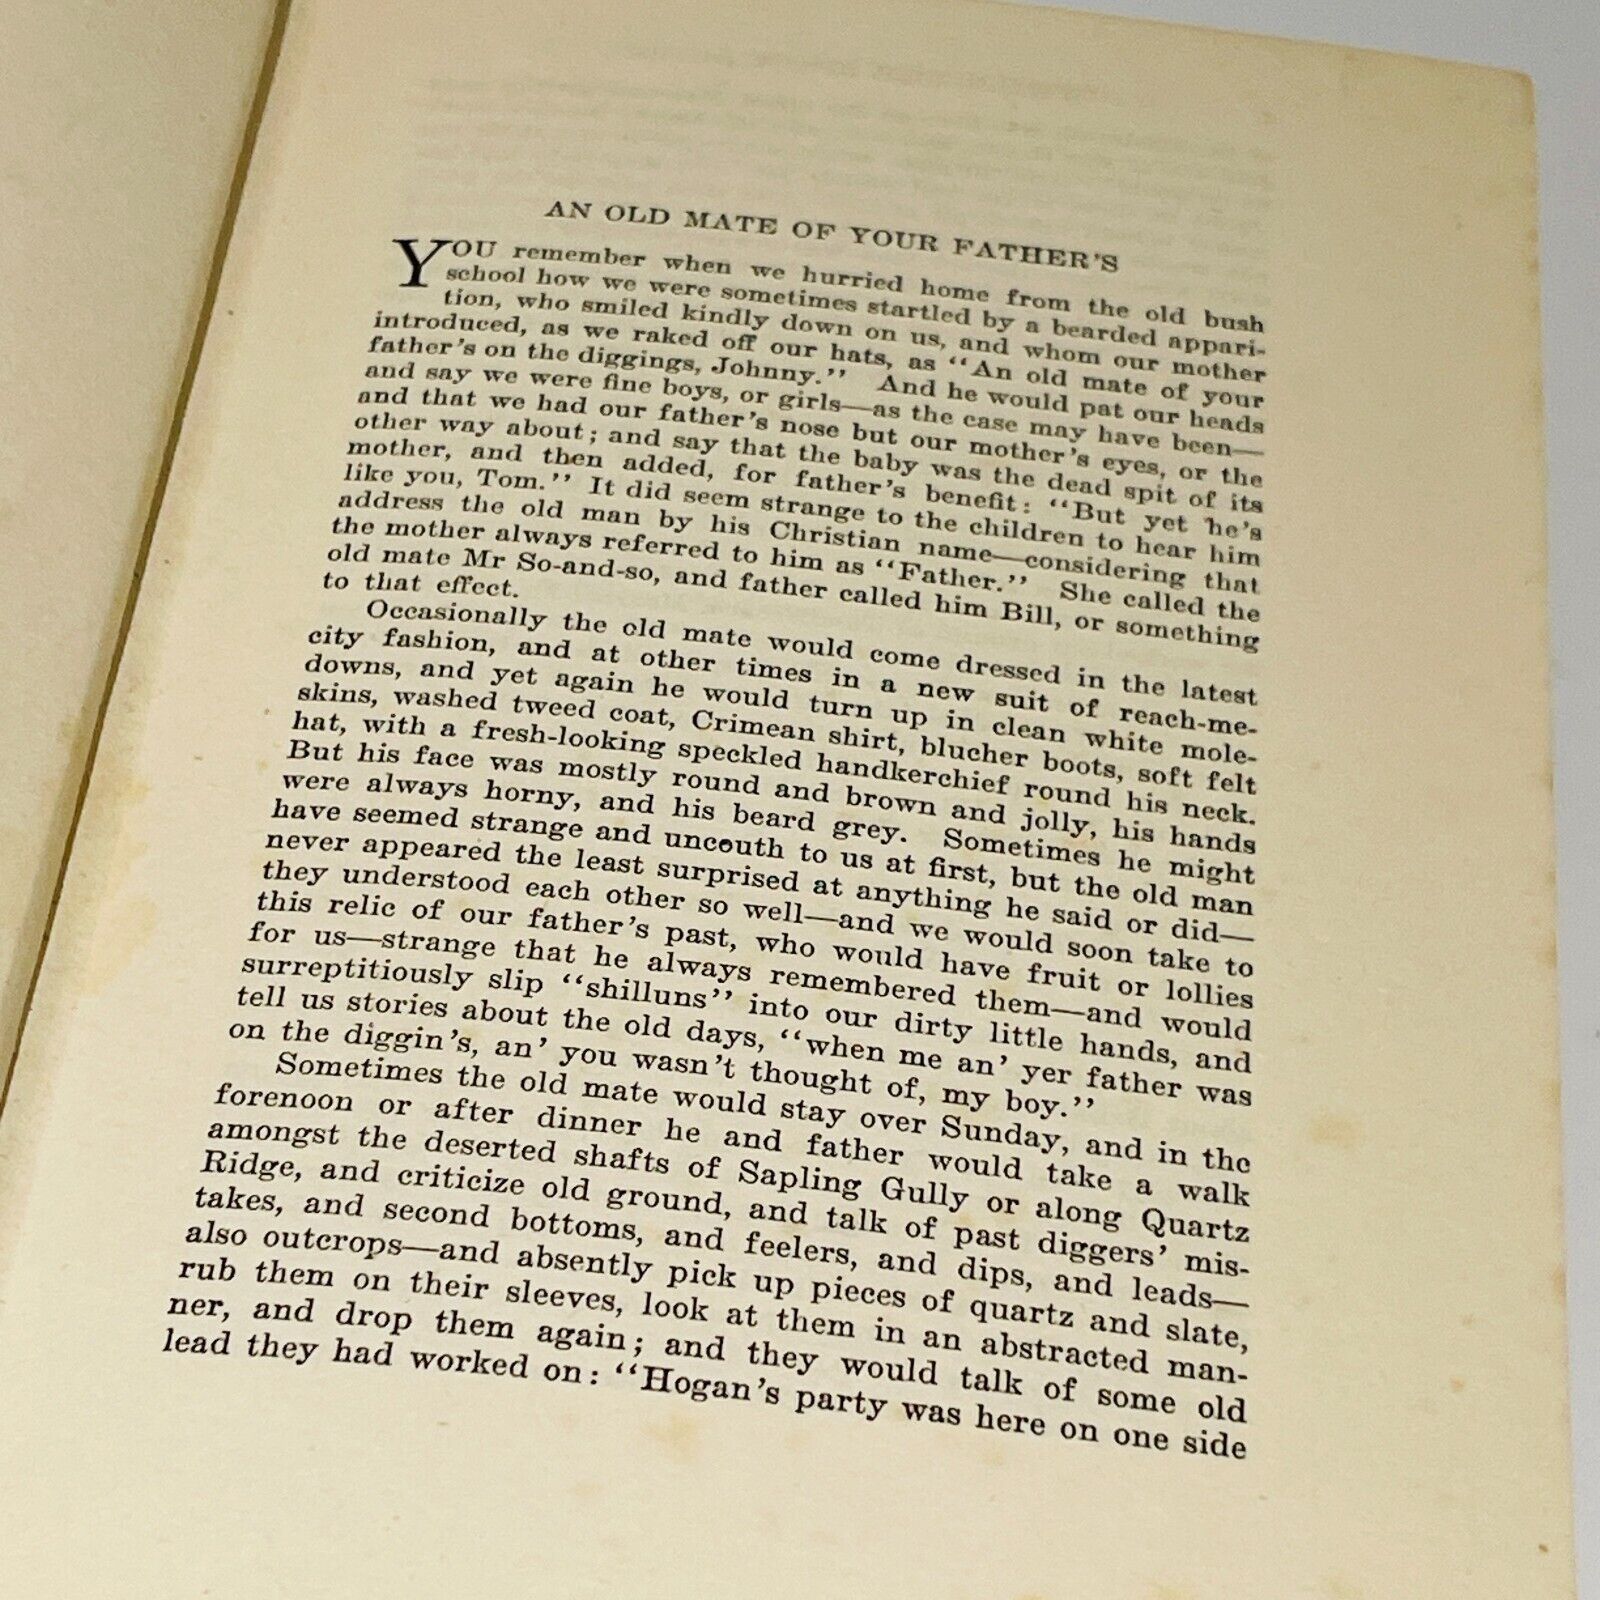 AN OLD MATE OF YOUR FATHER'S
YOU remember when we hurried home from the old bush
school how we were sometimes startled by a bearded appari-
tion, who smiled kindly down on us, and whom our mother
introduced, as we raked off our hats, as "An old mate of your
father's on the diggings, Johnny." And he would pat our heads
and say we were fine boys, or girls—as the case may have been—
and that we had our father's nose but our mother's eyes, or the
other way about; and say that the baby was the dead spit of its
mother, and then added, for father's benefit: "But yet he's
like you, Tom." It did seem strange to the children to hear him
address the old man by his Christian name—considering that
the mother always referred to him as "Father." She called the
old mate Mr So-and-so, and father called him Bill, or something
to that effect.
Occasionally the old mate would come dressed in the latest
city fashion, and at other times in a new suit of reach-me-
downs, and yet again he would turn up in clean white mole-
skins, washed tweed coat, Crimean shirt, blucher boots, soft felt
hat, with a fresh-looking speckled handkerchief round his neck.
But his face was mostly round and brown and jolly, his hands
were always horny, and his beard grey. Sometimes he might
have seemed strange and uncouth to us at first, but the old man
never appeared the least surprised at anything he said or did—
they understood each other so well—and we would soon take to
this relic of our father's past, who would have fruit or lollies
for us—strange that he always remembered them—and would
surreptitiously slip "shilluns" into our dirty little hands, and
tell us stories about the old days, "when me an' yer father was
on the diggin's, an' you wasn't thought of, my boy."
Sometimes the old mate would stay over Sunday, and in the
forenoon or after dinner he and father would take a walk
amongst the deserted shafts of Sapling Gully or along Quartz
Ridge, and criticize old ground, and talk of past diggers' mis-
takes, and second bottoms, and feelers, and dips, and leads—
also outcrops—and absently pick up pieces of quartz and slate,
rub them on their sleeves, look at them in an abstracted man-
ner, and drop them again; and they would talk of some old
lead they had worked on: "Hogan's party was here on one side